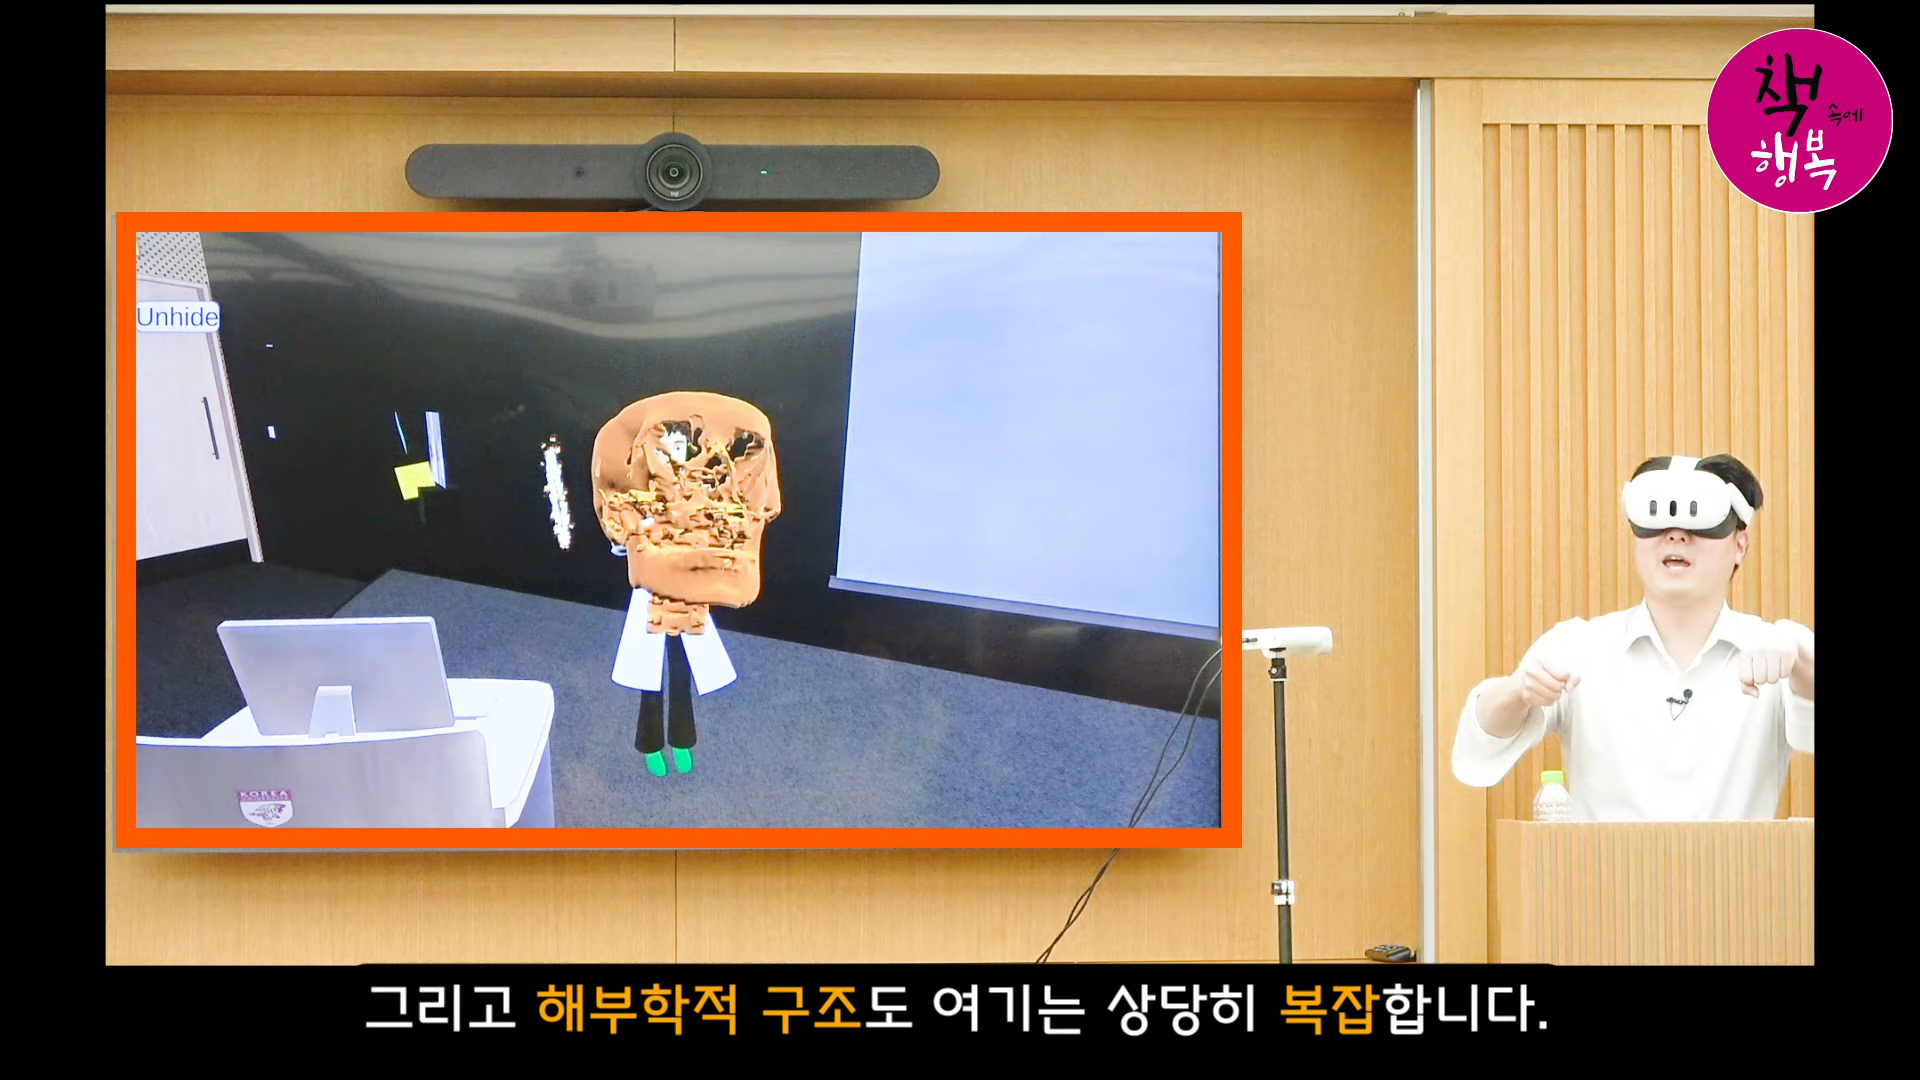 책
속에
행복
Unhide
KOREA
그리고 해부학적 구조도 여기는 상당히 복잡합니다.